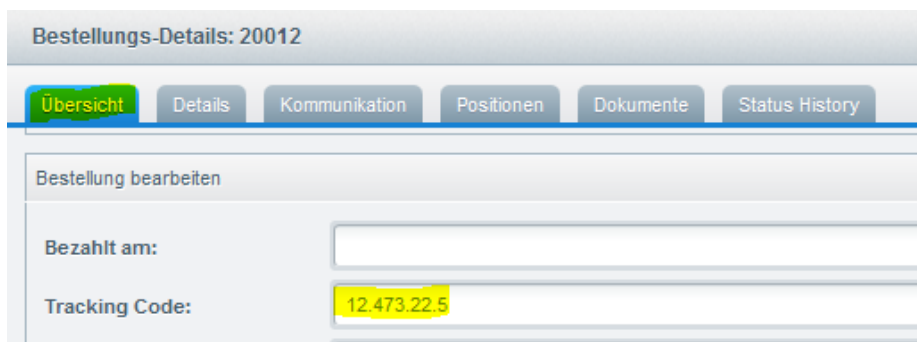 Bestellungs-Details: 20012
Übersicht Details Kommunikation Positionen Dokumente Status History
Bestellung bearbeiten
Bezahlt am:
Tracking Code: 12.473.22.5